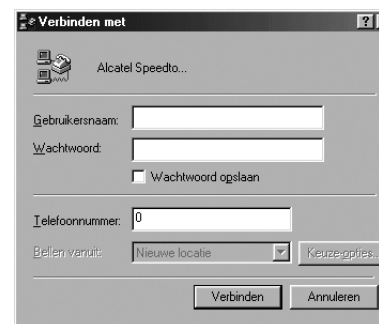 Verbinden met
Alcatel Speedto...
Gebruikersnaam:
Wachtwoord:
Wachtwoord opslaan
Telefoonnummer: 0
Bellen vanuit: Nieuwe locatie Keuze-opties...
Verbinden Annuleren